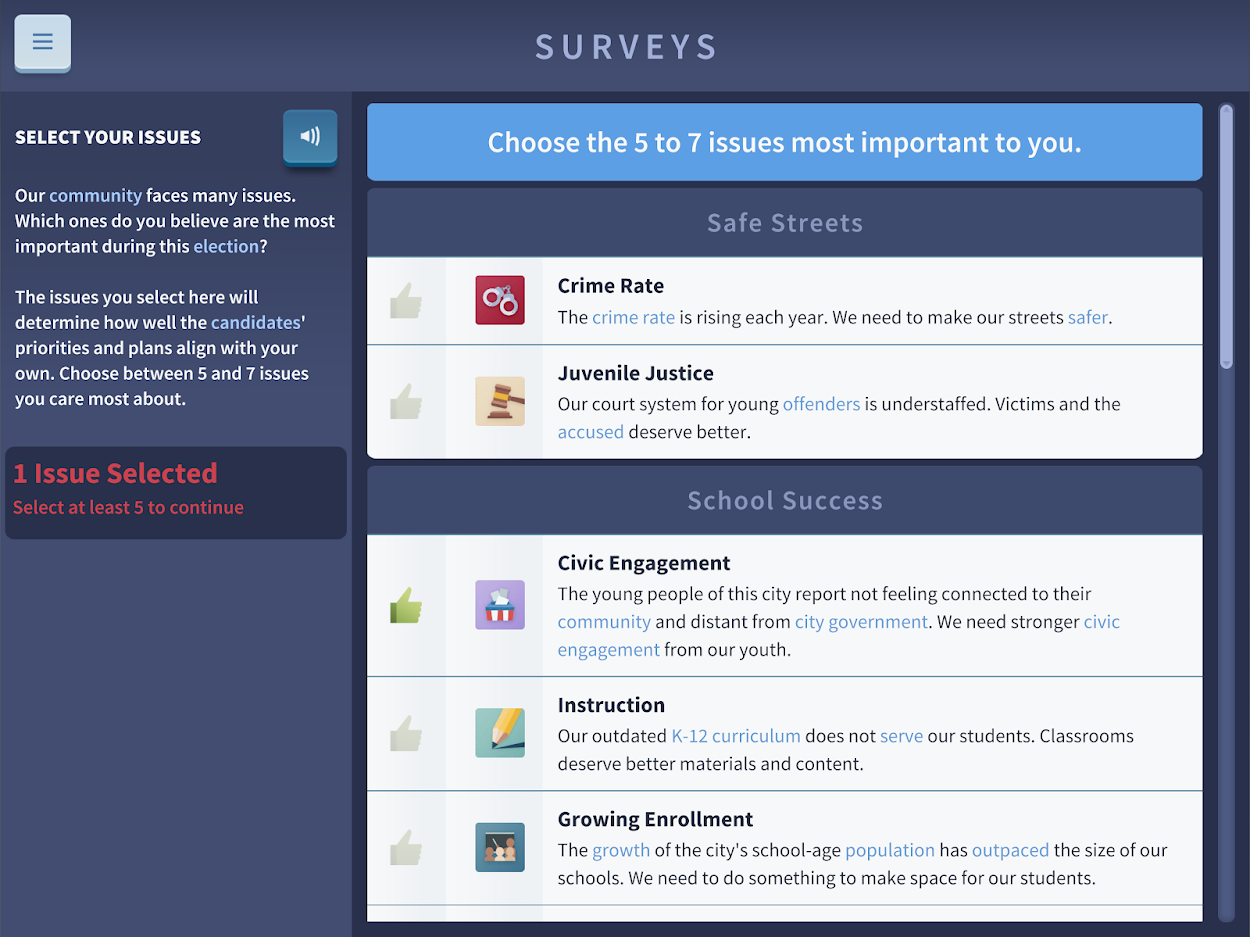 SURVEYS
SELECT YOUR ISSUES
Our community faces many issues.
Which ones do you believe are the most
important during this election?
The issues you select here will
determine how well the candidates'
priorities and plans align with your
own. Choose between 5 and 7 issues
you care most about.
1 Issue Selected
Select at least 5 to continue
Choose the 5 to 7 issues most important to you.
Safe Streets
Crime Rate
The crime rate is rising each year. We need to make our streets safer.
Juvenile Justice
Our court system for young offenders is understaffed. Victims and the
accused deserve better.
School Success
Civic Engagement
The young people of this city report not feeling connected to their
community and distant from city government. We need stronger civic
engagement from our youth.
Instruction
Our outdated K-12 curriculum does not serve our students. Classrooms
deserve better materials and content.
Growing Enrollment
The growth of the city's school-age population has outpaced the size of our
schools. We need to do something to make space for our students.